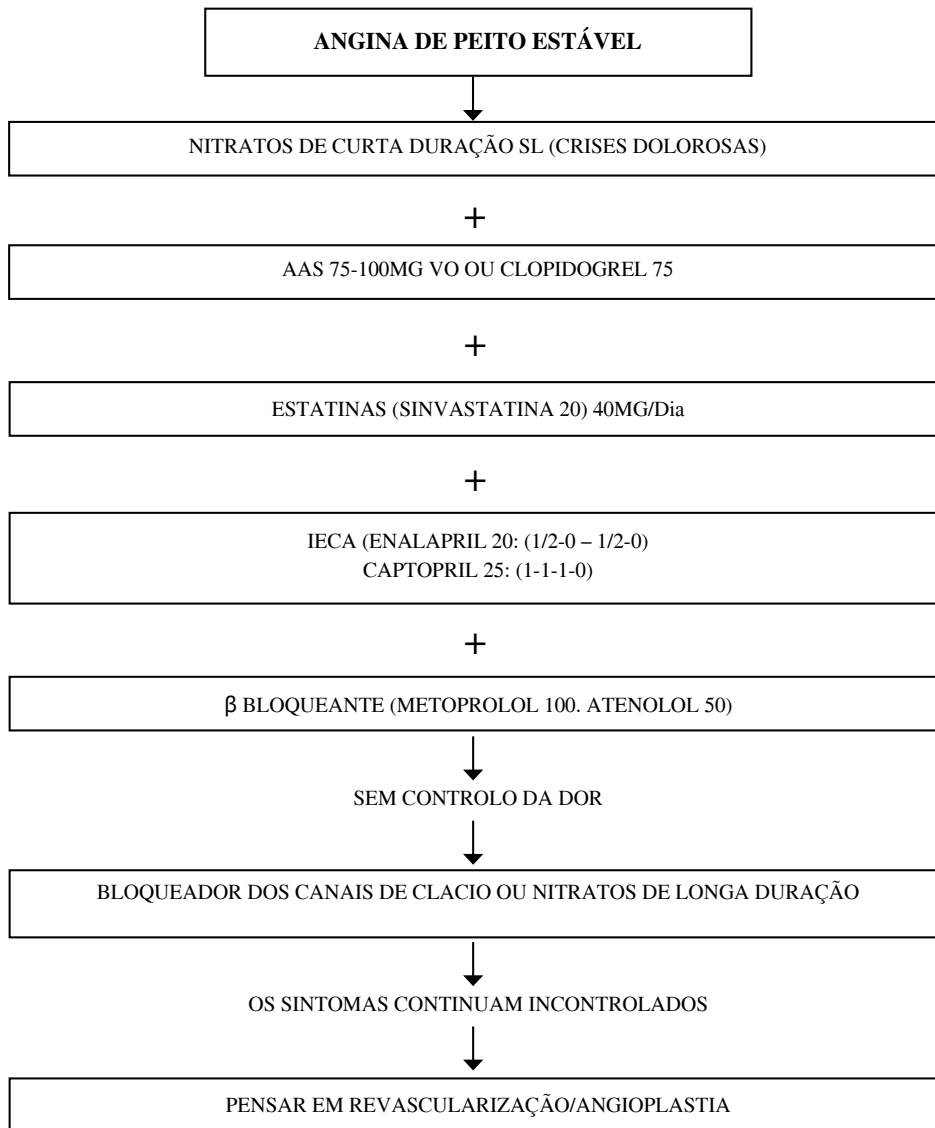 ANGINA DE PEITO ESTÁVEL
NITRATOS DE CURTA DURAÇÃO SL (CRISES DOLOROSAS)
+
AAS 75-100MG VO OU CLOPIDOGREL 75
+
ESTATINAS (SINVASTATINA 20) 40MG/Dia
+
IECA (ENALAPRIL 20: (1/2-0 – 1/2-0)
CAPTOPRIL 25: (1-1-1-0)
+
β BLOQUEANTE (METOPROLOL 100. ATENOLOL 50)
SEM CONTROLO DA DOR
BLOQUEADOR DOS CANAIS DE CLACIO OU NITRATOS DE LONGA DURAÇÃO
OS SINTOMAS CONTINUAM INCONTROLADOS
PENSAR EM REVASCULARIZAÇÃO/ANGIOPLASTIA